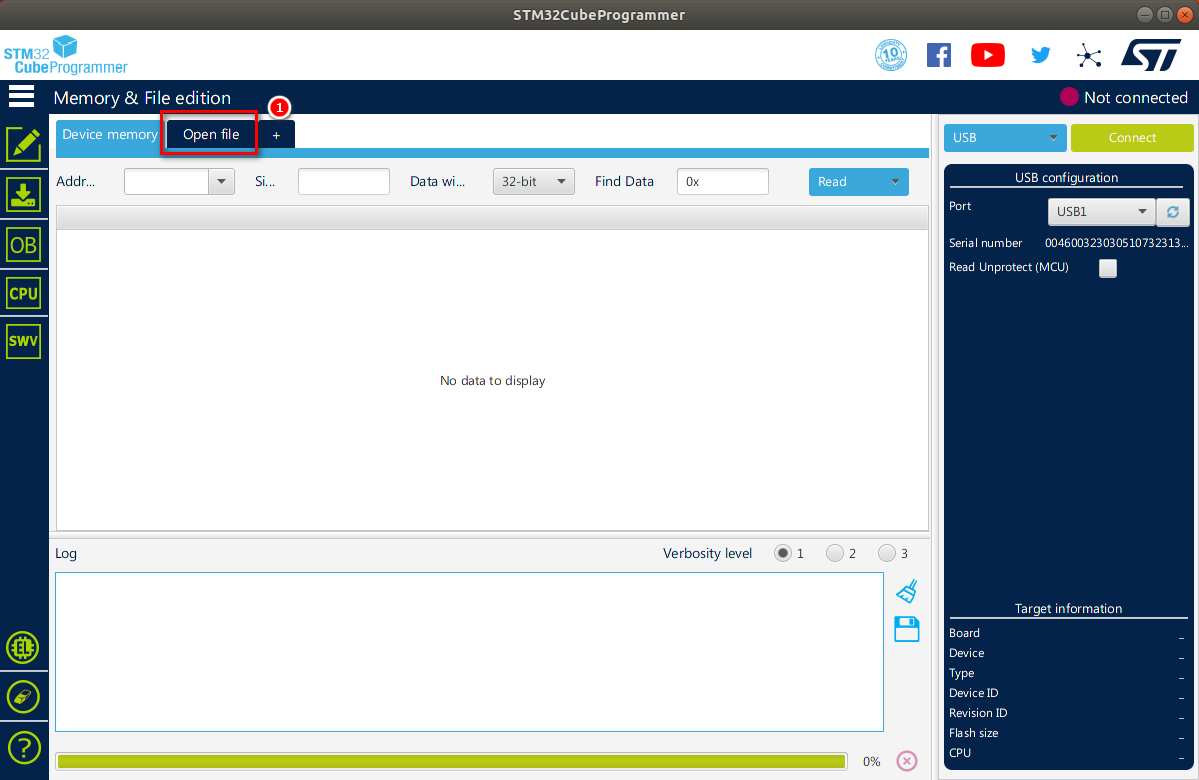 STM32CubeProgrammer
STM32
CubeProgrammer
10
Memory & File edition
1
Not connected
Device memory
Open file
+
USB
Connect
Addr...
Si...
Data wi...
32-bit
Find Data
0x
Read
USB configuration
Port
USB1
Serial number
004600323030510732313...
Read Unprotect (MCU)
OB
CPU
SWV
No data to display
Log
Verbosity level
1
2
3
Target information
Board
-
Device
-
Type
-
Device ID
-
Revision ID
-
Flash size
-
CPU
-
EL
?
0%